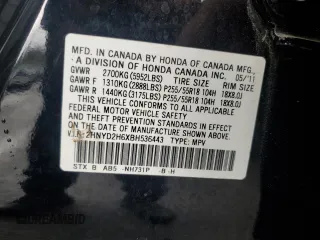 MFD. IN CANADA BY HONDA OF CANADA MFG.,
A DIVISION OF HONDA CANADA INC. 05/11
GVWR 2700KG (5952LBS) TIRE SIZE RIM SIZE
GAWR F 1310KG (2888LBS) P255/55R18 104H 18X8.0J
GAWR R 1440KG (3175LBS) P255/55R18 104H 18X8.0J
THIS VEHICLE CONFORMS TO ALL APPLICABLE
FEDERAL MOTOR VEHICLE SAFETY STANDARDS
AND THEFT PREVENTION STANDARDS IN
EFFECT ON THE DATE OF MANUFACTURE SHOWN ABOVE.
V.I.N.: 2HNYD2H6XBH536443 TYPE: MPV
STX B AB5 -NH731P -B -H